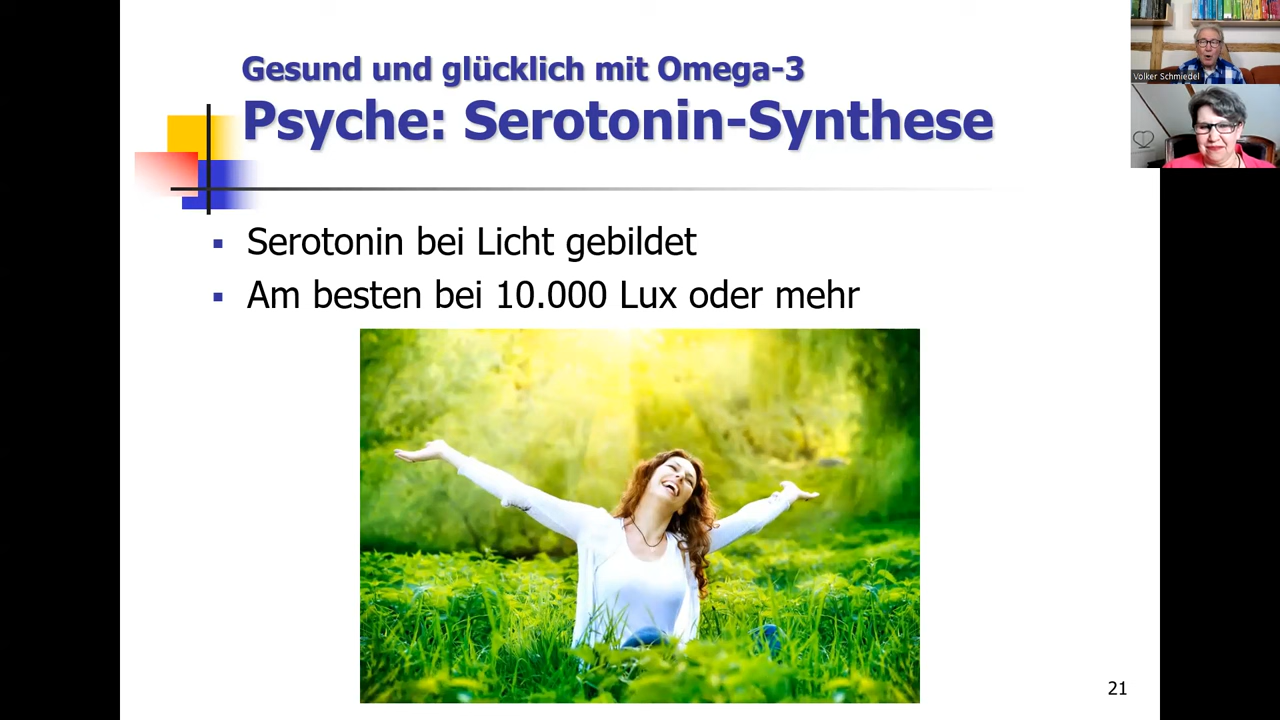 Gesund und glücklich mit Omega-3
Psyche: Serotonin-Synthese
Serotonin bei Licht gebildet
Am besten bei 10.000 Lux oder mehr
21
Volker Schmiedel